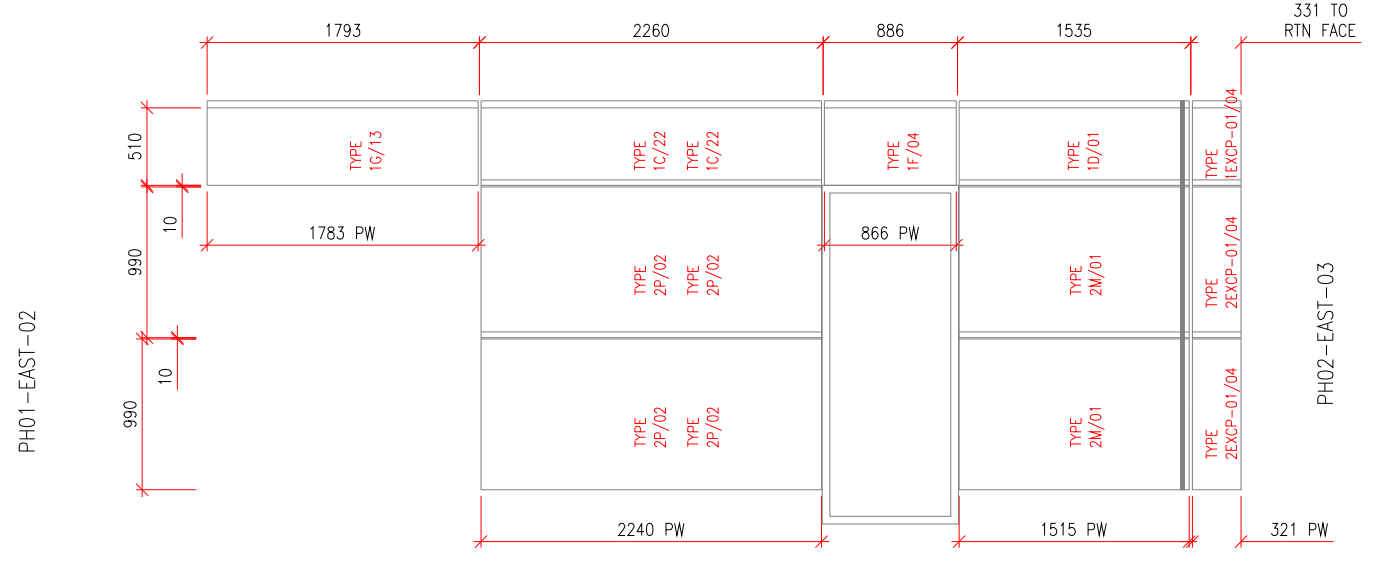 331 TO
RTN FACE
1793
2260
886
1535
510
TYPE
1G/13
TYPE
1C/22
TYPE
1C/22
TYPE
1F/04
TYPE
1D/01
TYPE
1EXCP-01/04
10
1783 PW
866 PW
990
TYPE
2P/02
TYPE
2P/02
TYPE
2M/01
TYPE
2EXCP-01/04
PH01-EAST-02
PH02-EAST-03
10
990
TYPE
2P/02
TYPE
2P/02
TYPE
2M/01
TYPE
2EXCP-01/04
2240 PW
1515 PW
321 PW